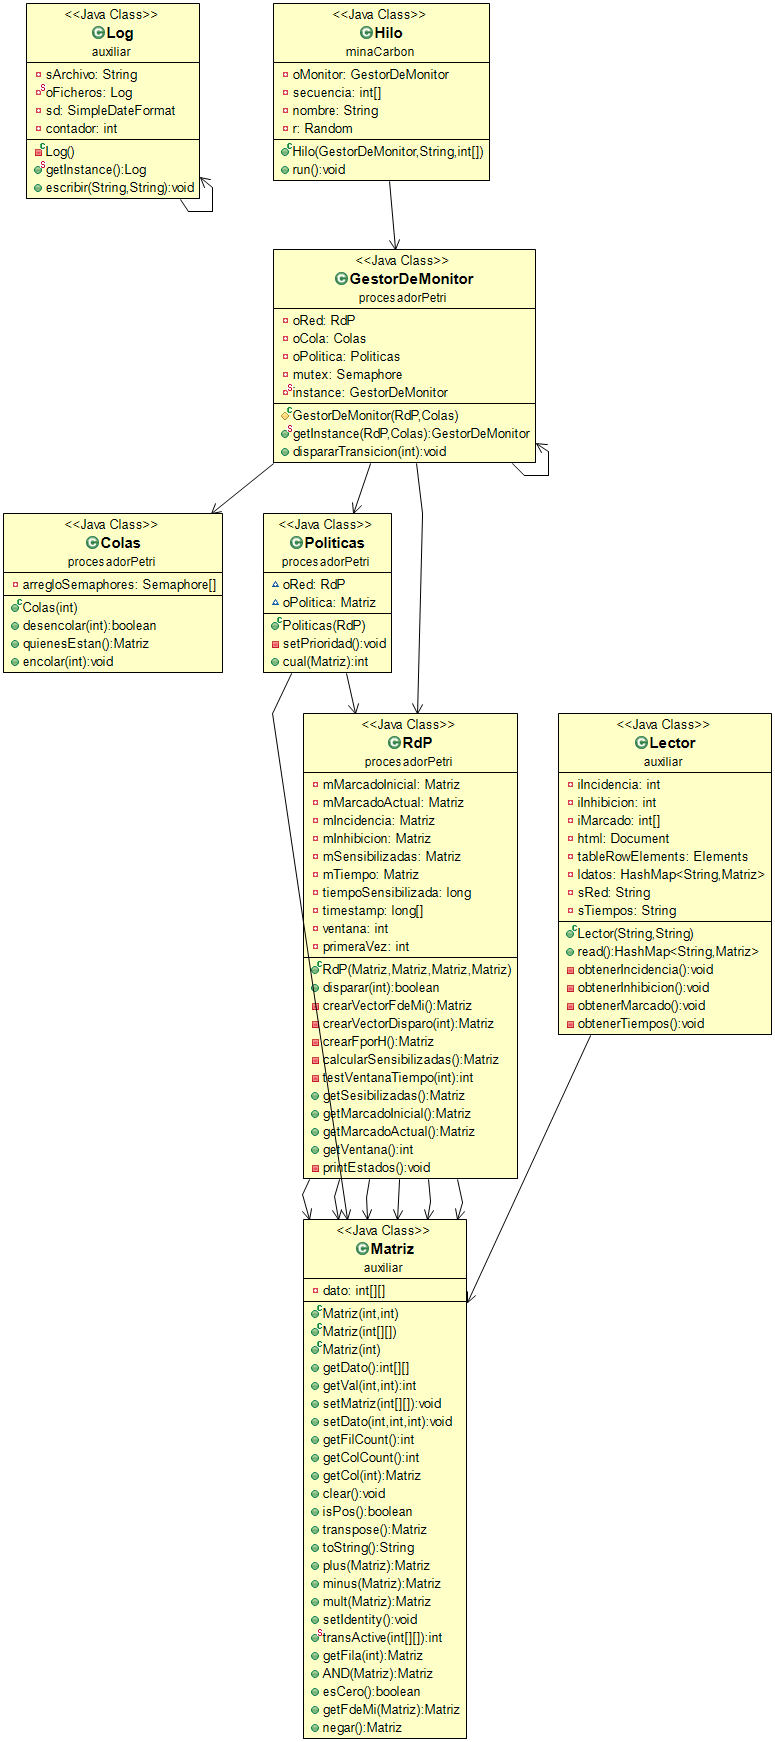 <<Java Class>>
Log
auxiliar
sArchivo: String
oFicheros: Log
sd: SimpleDateFormat
contador: int
Log()
getInstance():Log
escribir(String,String):void
<<Java Class>>
Hilo
minaCarbon
oMonitor: GestorDeMonitor
secuencia: int[]
nombre: String
r: Random
Hilo(GestorDeMonitor,String,int[])
run():void
<<Java Class>>
GestorDeMonitor
procesadorPetri
oRed: RdP
oCola: Colas
oPolitica: Politicas
mutex: Semaphore
instance: GestorDeMonitor
GestorDeMonitor(RdP,Colas)
getInstance(RdP,Colas):GestorDeMonitor
dispararTransicion(int):void
<<Java Class>>
Colas
procesadorPetri
arregloSemaphores: Semaphore[]
Colas(int)
desencolar(int):boolean
quienesEstan():Matriz
encolar(int):void
<<Java Class>>
Politicas
procesadorPetri
oRed: RdP
oPolitica: Matriz
Politicas(RdP)
setPrioridad():void
cual(Matriz):int
<<Java Class>>
RdP
procesadorPetri
mMarcadoInicial: Matriz
mMarcadoActual: Matriz
mIncidencia: Matriz
mInhibicion: Matriz
mSensibilizadas: Matriz
mTiempo: Matriz
tiempoSensibilizada: long
timestamp: long[]
ventana: int
primeraVez: int
RdP(Matriz,Matriz,Matriz,Matriz)
disparar(int):boolean
crearVectorFdeMi():Matriz
crearVectorDisparo(int):Matriz
crearFporH():Matriz
calcularSensibilizadas():Matriz
testVentanaTiempo(int):int
getSesibilizadas():Matriz
getMarcadoInicial():Matriz
getMarcadoActual():Matriz
getVentana():int
printEstados():void
<<Java Class>>
Lector
auxiliar
iIncidencia: int
iInhibicion: int
iMarcado: int[]
html: Document
tableRowElements: Elements
ldatos: HashMap<String,Matriz>
sRed: String
sTiempos: String
Lector(String,String)
read():HashMap<String,Matriz>
obtenerIncidencia():void
obtenerInhibicion():void
obtenerMarcado():void
obtenerTiempos():void
<<Java Class>>
Matriz
auxiliar
dato: int[][]
Matriz(int,int)
Matriz(int[][])
Matriz(int)
getDato():int[][]
getVal(int,int):int
setMatriz(int[][]):void
setDato(int,int,int):void
getFilCount():int
getColCount():int
getCol(int):Matriz
clear():void
isPos():boolean
transpose():Matriz
toString():String
plus(Matriz):Matriz
minus(Matriz):Matriz
mult(Matriz):Matriz
setIdentity():void
transActive(int[][]):int
getFila(int):Matriz
AND(Matriz):Matriz
esCero():boolean
getFdeMi(Matriz):Matriz
negar():Matriz